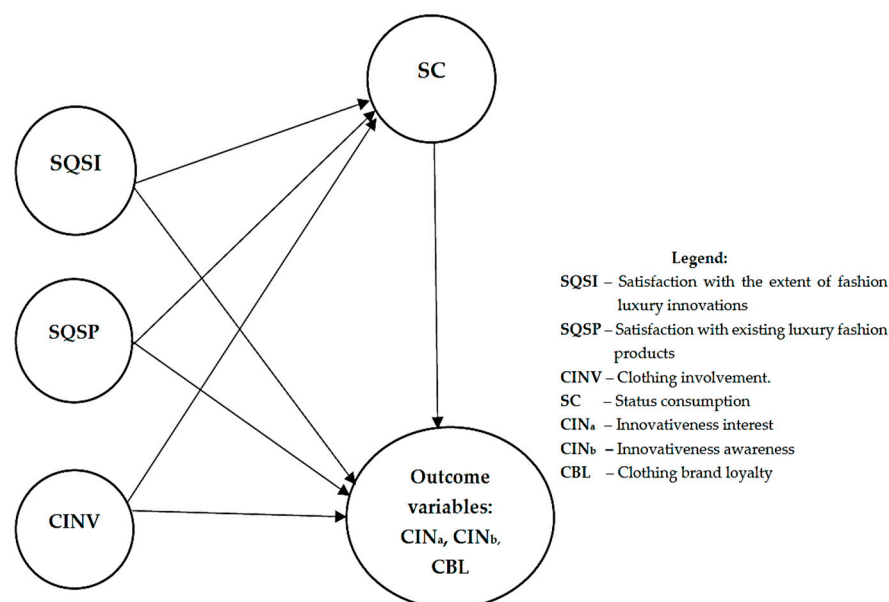 SC
SQSI
SQSP
CINV
Outcome
variables:
CINa, CINb,
CBL
Legend:
SQSI – Satisfaction with the extent of fashion
luxury innovations
SQSP – Satisfaction with existing luxury fashion
products
CINV – Clothing involvement.
SC – Status consumption
CINa – Innovativeness interest
CINb – Innovativeness awareness
CBL – Clothing brand loyalty